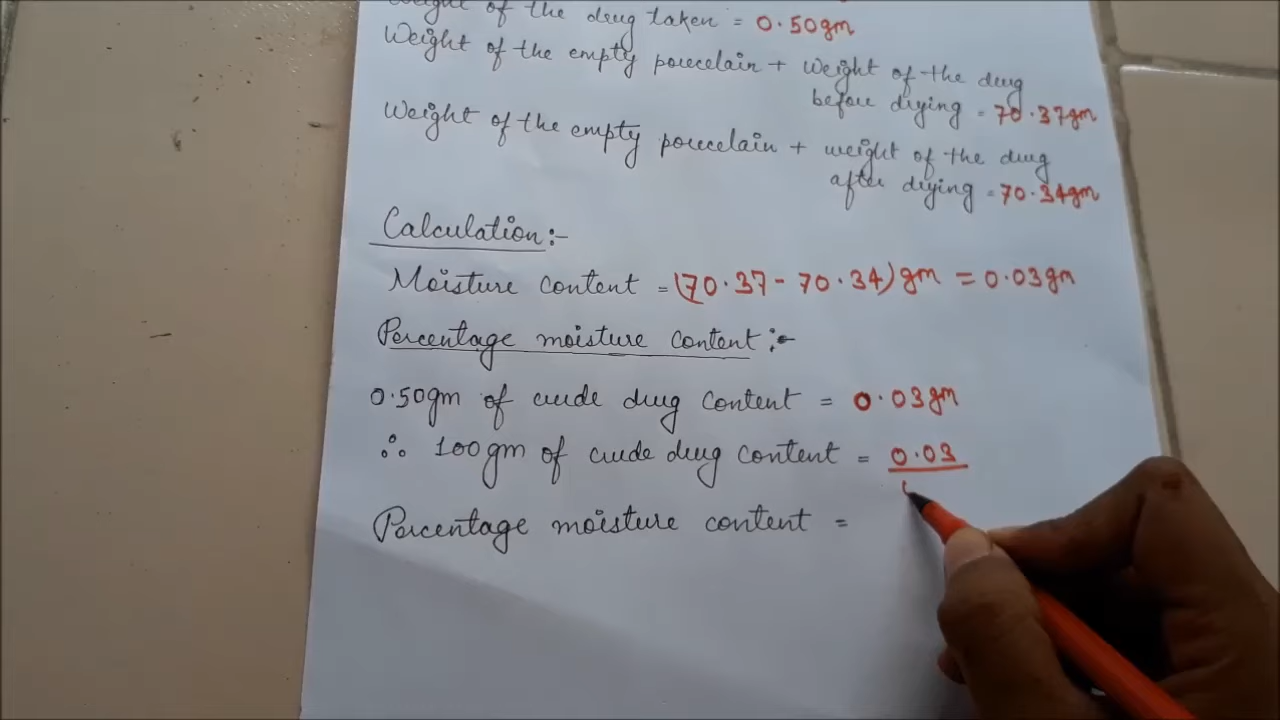 Weight of the drug taken = 0.50gm
Weight of the empty porcelain + Weight of the drug
before drying = 70.37gm
Weight of the empty porcelain + weight of the drug
after drying = 70.34gm
Calculation:-
Moisture content = (70.37 - 70.34)gm = 0.03gm
Percentage moisture content :-
0.50gm of crude drug content = 0.03gm
∴ 100gm of crude drug content = 0.03
Percentage moisture content =